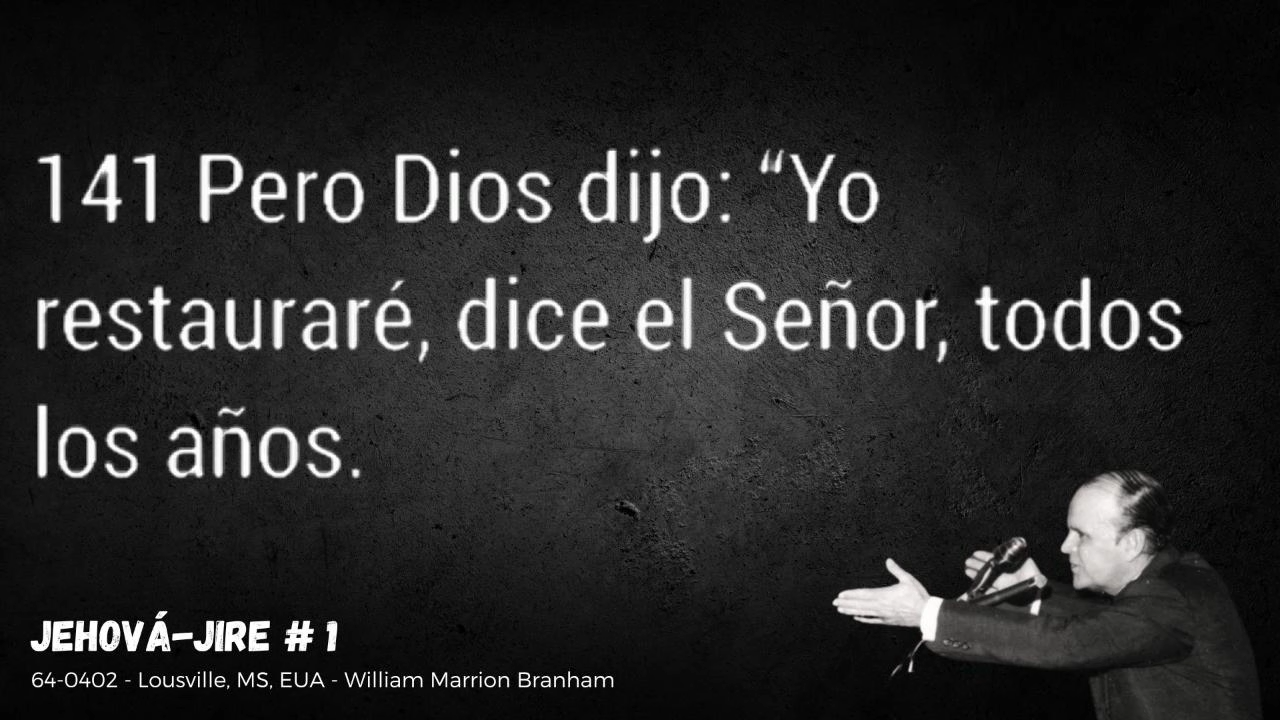 141 Pero Dios dijo: “Yo
restauraré, dice el Señor, todos
los años.
JEHOVÁ-JIRE # 1
64-0402 - Lousville, MS, EUA - William Marrion Branham